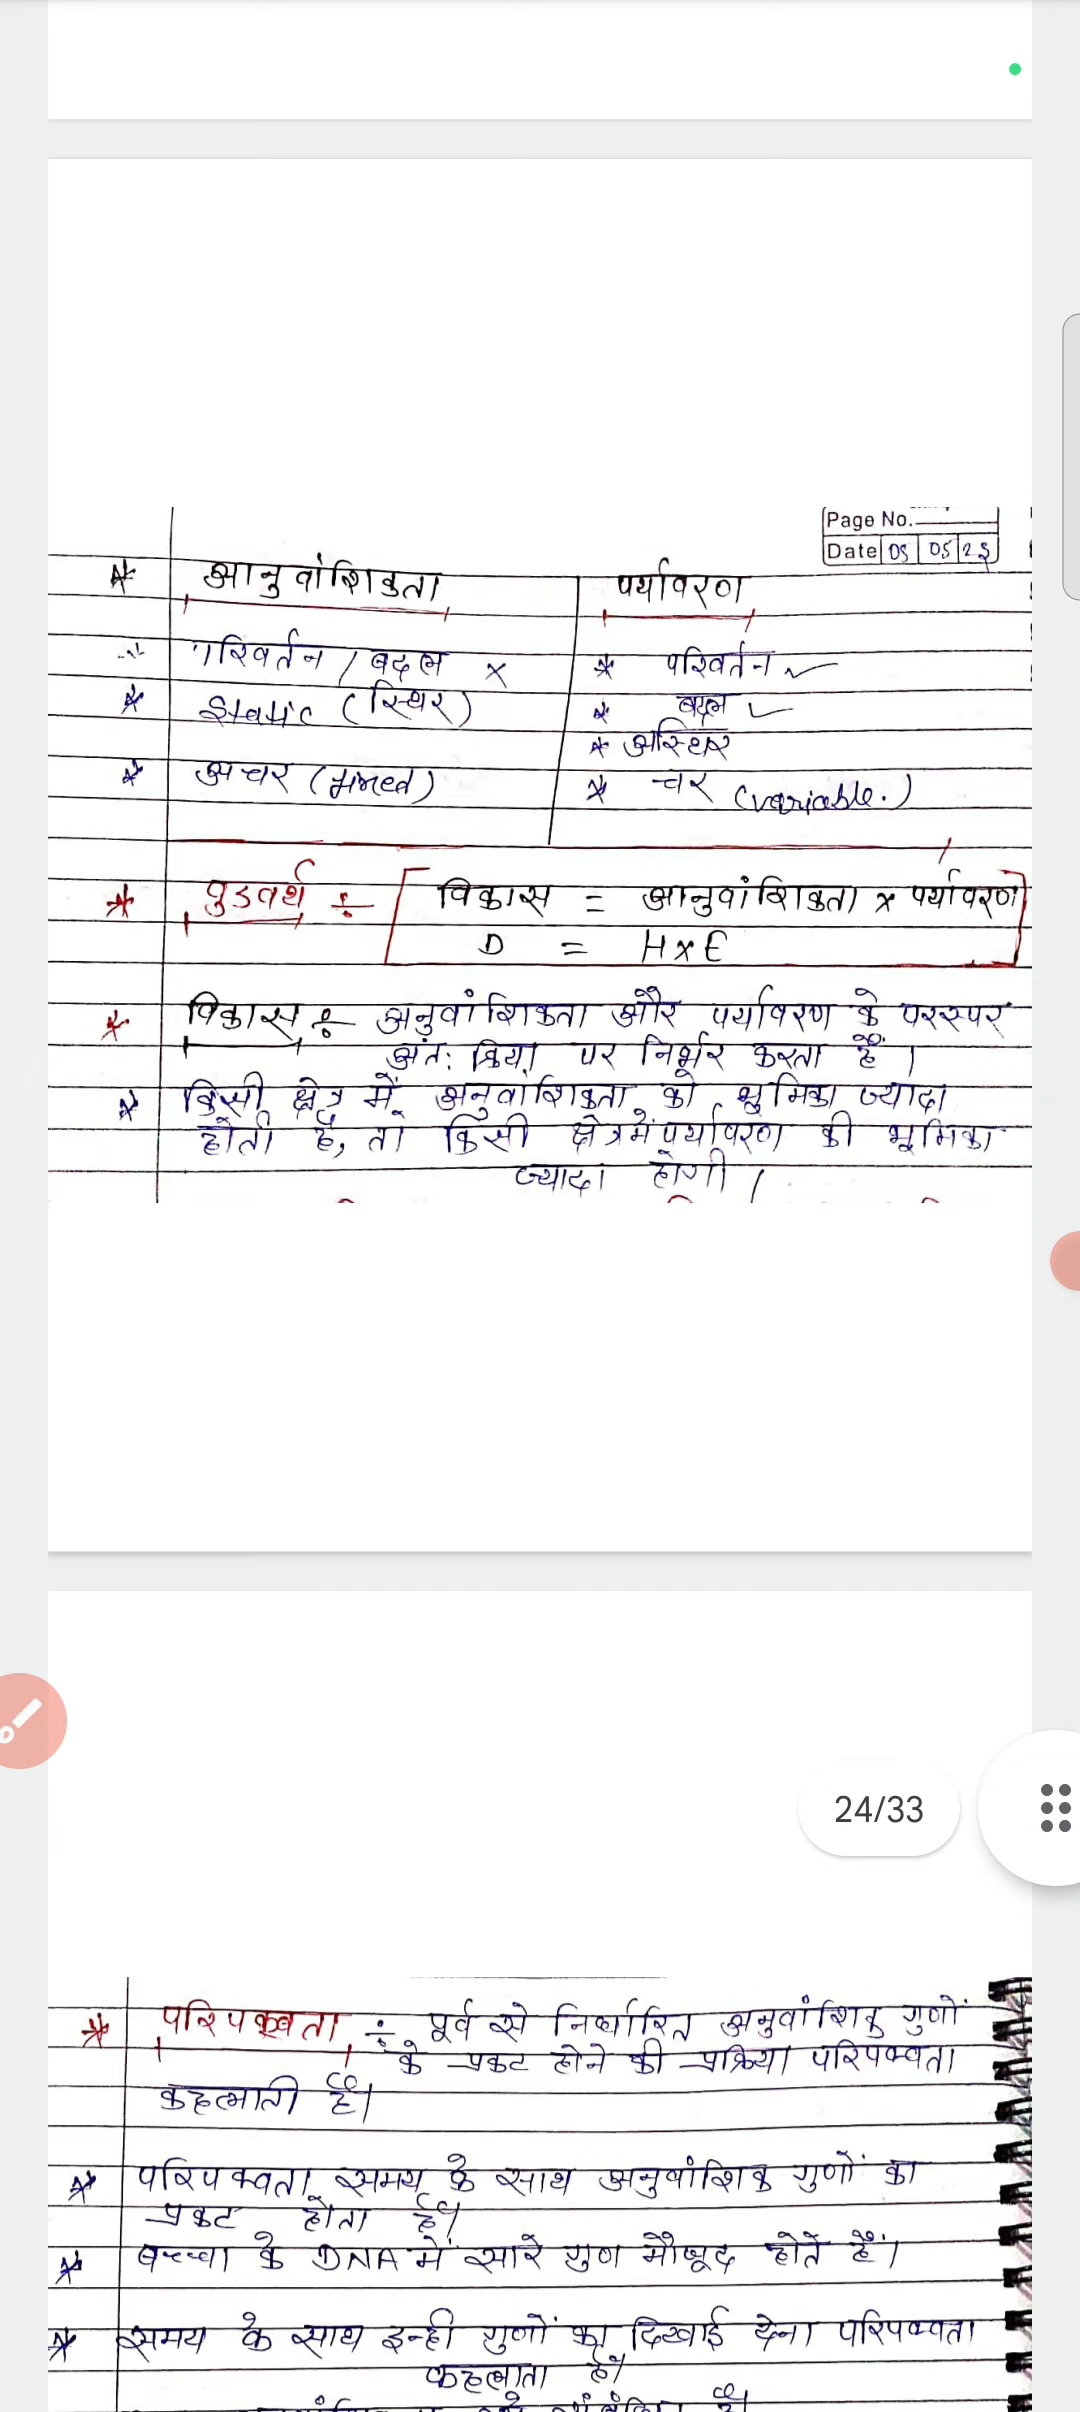 Page No.
Date 05 05 23
* आनुवांशिकता पर्यावरण
परिवर्तन / बदल × * परिवर्तन ✓
* Static (स्थिर) * बदल ✓
* अस्थिर
* अचर (fixed) * चर (variable.)
* वुडवर्थ ÷ [ विकास = आनुवांशिकता × पर्यावरण ]
D = H × E
* विकास ÷ अनुवांशिकता और पर्यावरण के परस्पर
अंत: क्रिया पर निर्भर करता है ।
* किसी क्षेत्र में अनुवांशिकता की भूमिका ज्यादा
होती है, तो किसी क्षेत्र में पर्यावरण की भूमिका
ज्यादा होगी ।
24/33
* परिपक्वता ÷ पूर्व से निर्धारित अनुवांशिक गुणों
के प्रकट होने की प्रक्रिया परिपक्वता
कहलाती है।
* परिपक्वता समय के साथ अनुवांशिक गुणों का
प्रकट होता है।
* बच्चा के DNA में सारे गुण मौजूद होते हैं।
* समय के साथ इन्ही गुणों का दिखाई देना परिपक्वता
कहलाता है।